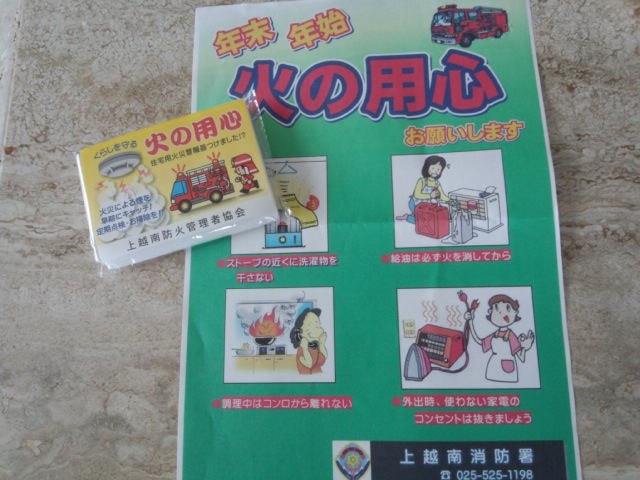 年末 年始
火の用心
お願いします
くらしを守る
火の用心
住宅用火災警報器つけました!?
火災による煙を
早期にキャッチ!
定期点検・お掃除を!!
上越南防火管理者協会
ストーブの近くに洗濯物を
干さない
給油は必ず火を消してから
調理中はコンロから離れない
外出時、使わない家電の
コンセントは抜きましょう
上越南消防署
☎ 025-525-1198